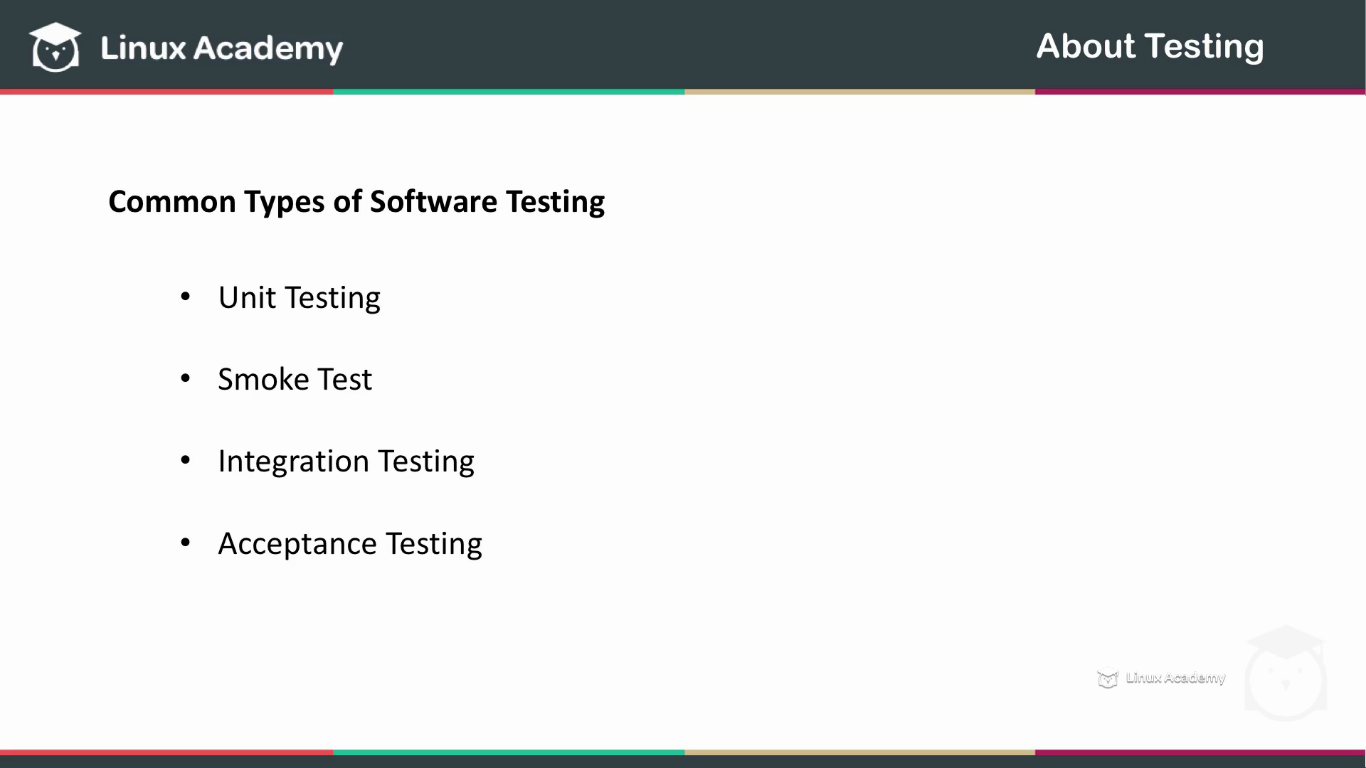 Linux Academy
About Testing
Common Types of Software Testing
• Unit Testing
• Smoke Test
• Integration Testing
• Acceptance Testing
Linux Academy